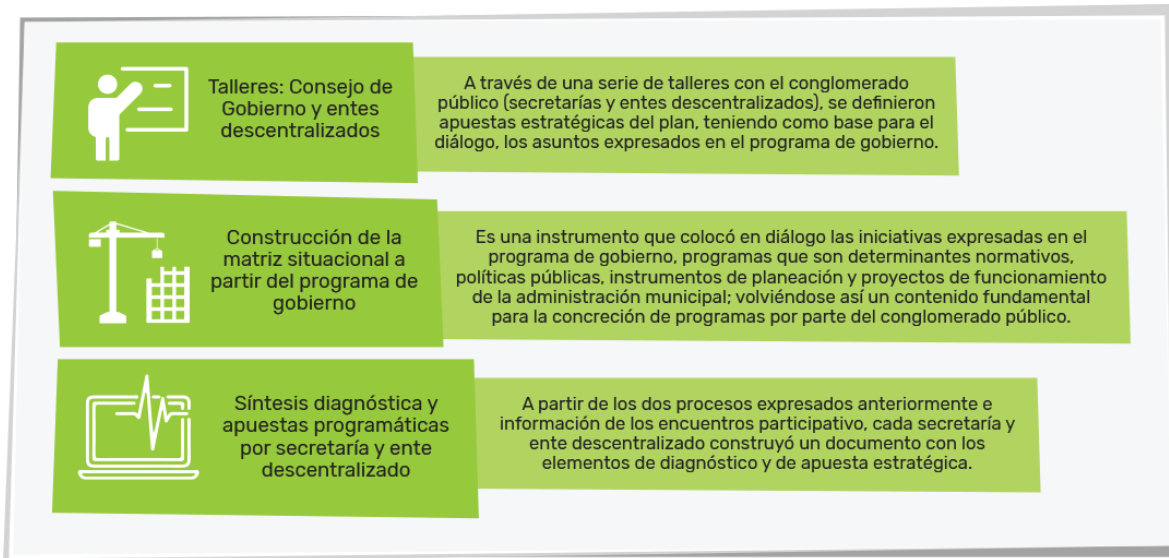 Talleres: Consejo de
Gobierno y entes
descentralizados
A través de una serie de talleres con el conglomerado
público (secretarías y entes descentralizados), se definieron
apuestas estratégicas del plan, teniendo como base para el
diálogo, los asuntos expresados en el programa de gobierno.
Construcción de la
matriz situacional a
partir del programa de
gobierno
Es una instrumento que colocó en diálogo las iniciativas expresadas en el
programa de gobierno, programas que son determinantes normativos,
políticas públicas, instrumentos de planeación y proyectos de funcionamiento
de la administración municipal; volviéndose así un contenido fundamental
para la concreción de programas por parte del conglomerado público.
Síntesis diagnóstica y
apuestas programáticas
por secretaría y ente
descentralizado
A partir de los dos procesos expresados anteriormente e
información de los encuentros participativo, cada secretaría y
ente descentralizado construyó un documento con los
elementos de diagnóstico y de apuesta estratégica.